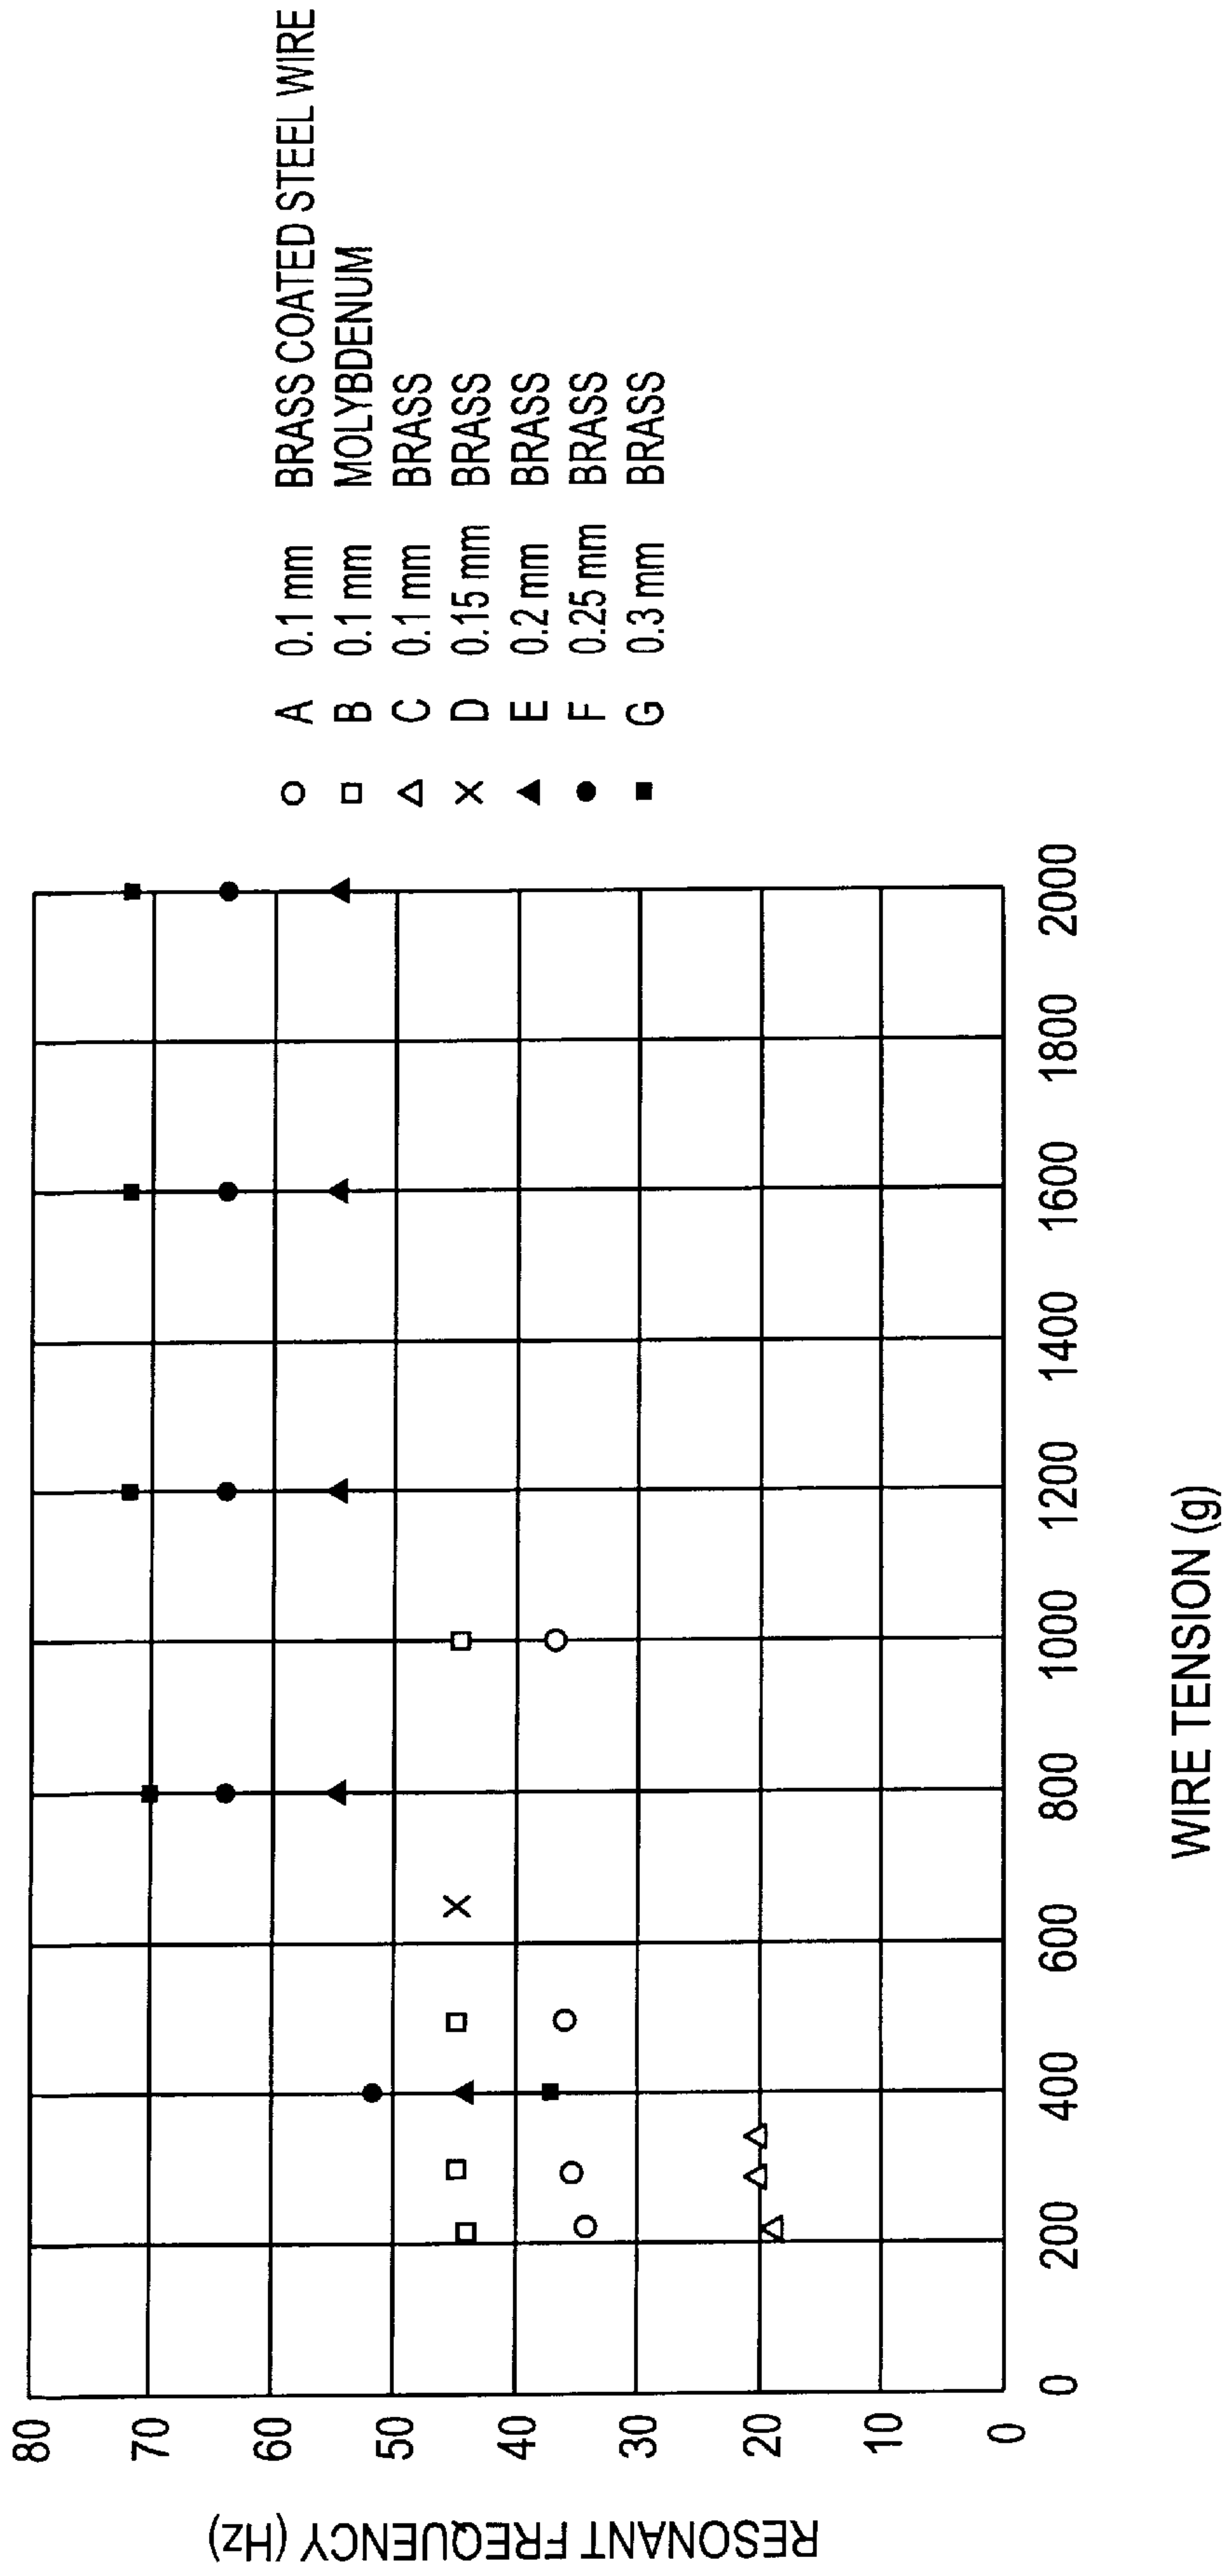 RESONANT FREQUENCY (Hz)
80
70
60
50
40
30
20
10
0
0 200 400 600 800 1000 1200 1400 1600 1800 2000
WIRE TENSION (g)
A 0.1 mm BRASS COATED STEEL WIRE
B 0.1 mm MOLYBDENUM
C 0.1 mm BRASS
D 0.15 mm BRASS
E 0.2 mm BRASS
F 0.25 mm BRASS
G 0.3 mm BRASS